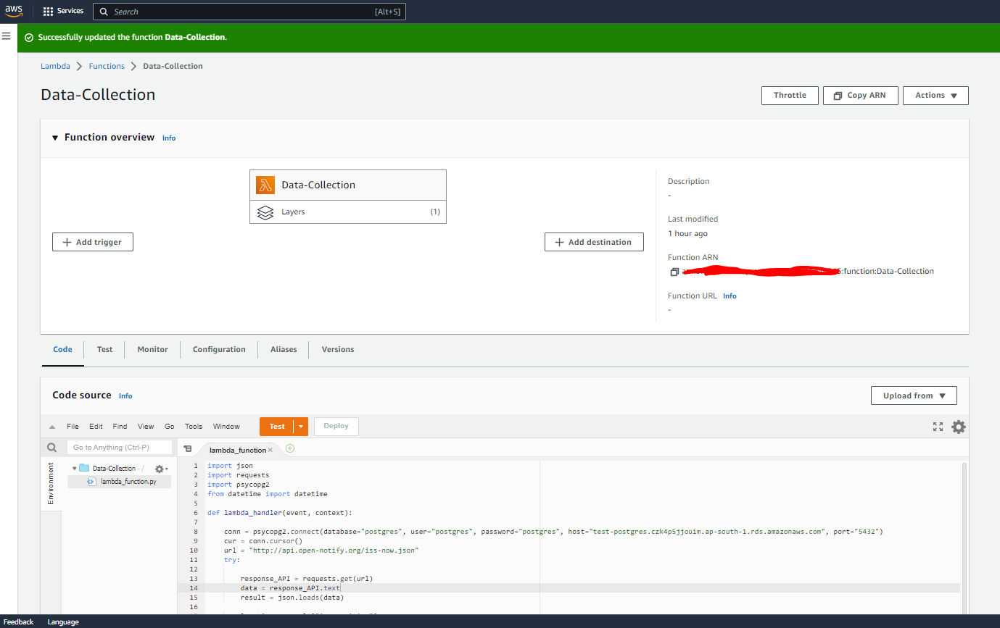 aws Services Search [Alt+S]
Successfully updated the function Data-Collection.
Lambda Functions Data-Collection
Data-Collection
Throttle Copy ARN Actions
Function overview Info
Data-Collection
Layers (1)
Add trigger
Add destination
Description
-
Last modified
1 hour ago
Function ARN
:function:Data-Collection
Function URL Info
-
Code Test Monitor Configuration Aliases Versions
Code source Info
Upload from
File Edit Find View Go Tools Window Test Deploy
Go to Anything (Ctrl-P)
Environment
Data-Collection - /
lambda_function.py
lambda_function
1 import json
2 import requests
3 import psycopg2
4 from datetime import datetime
5
6 def lambda_handler(event, context):
7
8 conn = psycopg2.connect(database="postgres", user="postgres", password="postgres", host="test-postgres.czk4p5jjouim.ap-south-1.rds.amazonaws.com", port="5432")
9 cur = conn.cursor()
10 url = "http://api.open-notify.org/iss-now.json"
11 try:
12
13 response_API = requests.get(url)
14 data = response_API.text
15 result = json.loads(data)
16
Feedback Language